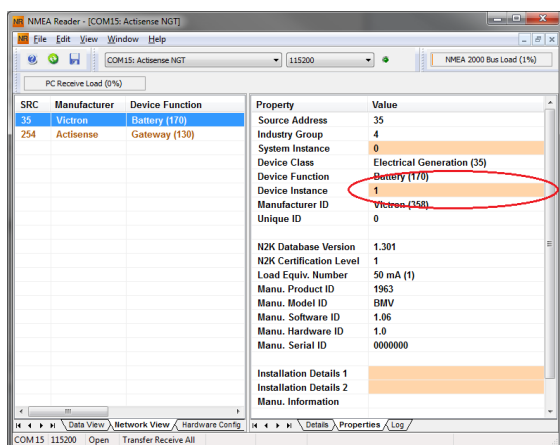 NMEA Reader - [COM15: Actisense NGT]
File Edit View Window Help
COM15: Actisense NGT 115200 NMEA 2000 Bus Load (1%)
PC Receive Load (0%)
SRC Manufacturer Device Function
35 Victron Battery (170)
254 Actisense Gateway (130)
Property Value
Source Address 35
Industry Group 4
System Instance 0
Device Class Electrical Generation (35)
Device Function Battery (170)
Device Instance 1
Manufacturer ID Victron (358)
Unique ID 0
N2K Database Version 1.301
N2K Certification Level 1
Load Equiv. Number 50 mA (1)
Manu. Product ID 1963
Manu. Model ID BMV
Manu. Software ID 1.06
Manu. Hardware ID 1.0
Manu. Serial ID 0000000
Installation Details 1
Installation Details 2
Manu. Information
Data View Network View Hardware Config Details Properties Log
COM 15 115200 Open Transfer Receive All